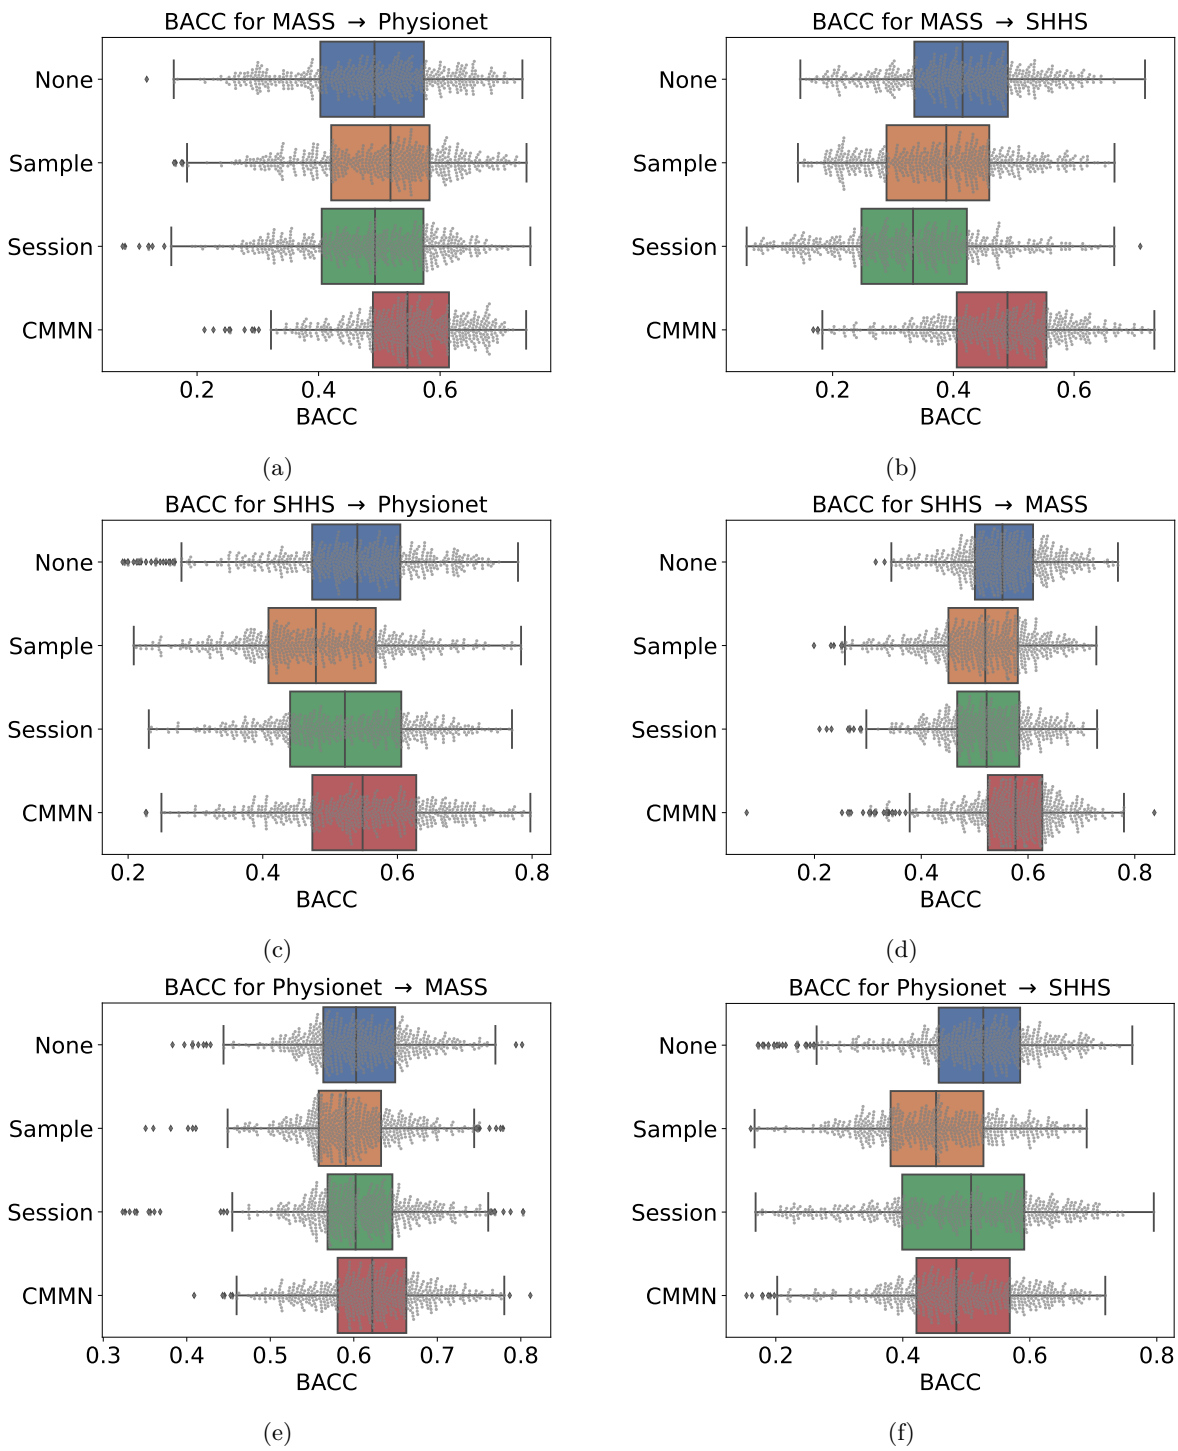 BACC for MASS → Physionet
None
Sample
Session
CMMN
0.2 0.4 0.6
BACC
(a)
BACC for MASS → SHHS
None
Sample
Session
CMMN
0.2 0.4 0.6
BACC
(b)
BACC for SHHS → Physionet
None
Sample
Session
CMMN
0.2 0.4 0.6 0.8
BACC
(c)
BACC for SHHS → MASS
None
Sample
Session
CMMN
0.2 0.4 0.6 0.8
BACC
(d)
BACC for Physionet → MASS
None
Sample
Session
CMMN
0.3 0.4 0.5 0.6 0.7 0.8
BACC
(e)
BACC for Physionet → SHHS
None
Sample
Session
CMMN
0.2 0.4 0.6 0.8
BACC
(f)